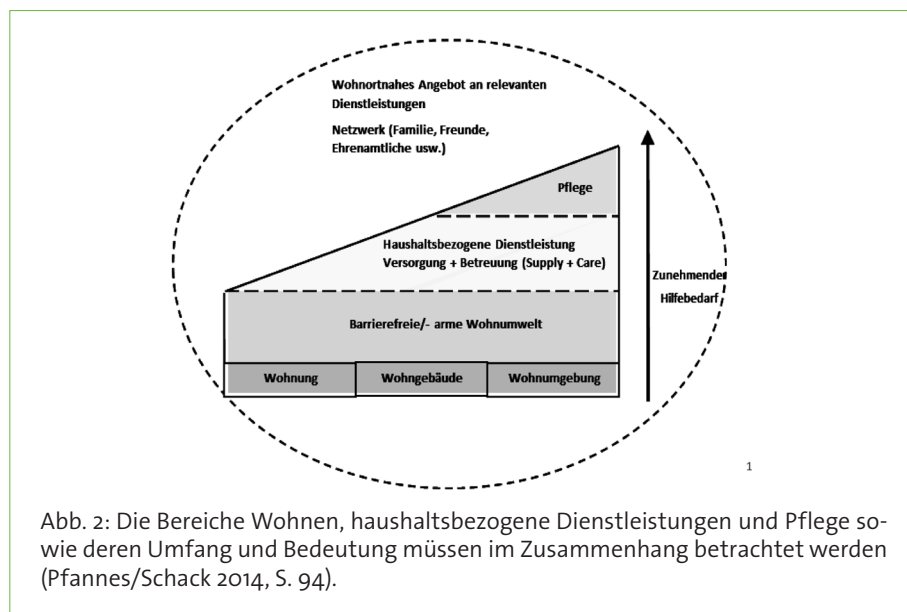 Wohnortnahes Angebot an relevanten
Dienstleistungen
Netzwerk (Familie, Freunde,
Ehrenamtliche usw.)
Pflege
Haushaltsbezogene Dienstleistung
Versorgung + Betreuung (Supply + Care)
Zunehmender
Hilfebedarf
Barrierefreie/- arme Wohnumwelt
Wohnung Wohngebäude Wohnumgebung
1
Abb. 2: Die Bereiche Wohnen, haushaltsbezogene Dienstleistungen und Pflege so-
wie deren Umfang und Bedeutung müssen im Zusammenhang betrachtet werden
(Pfannes/Schack 2014, S. 94).